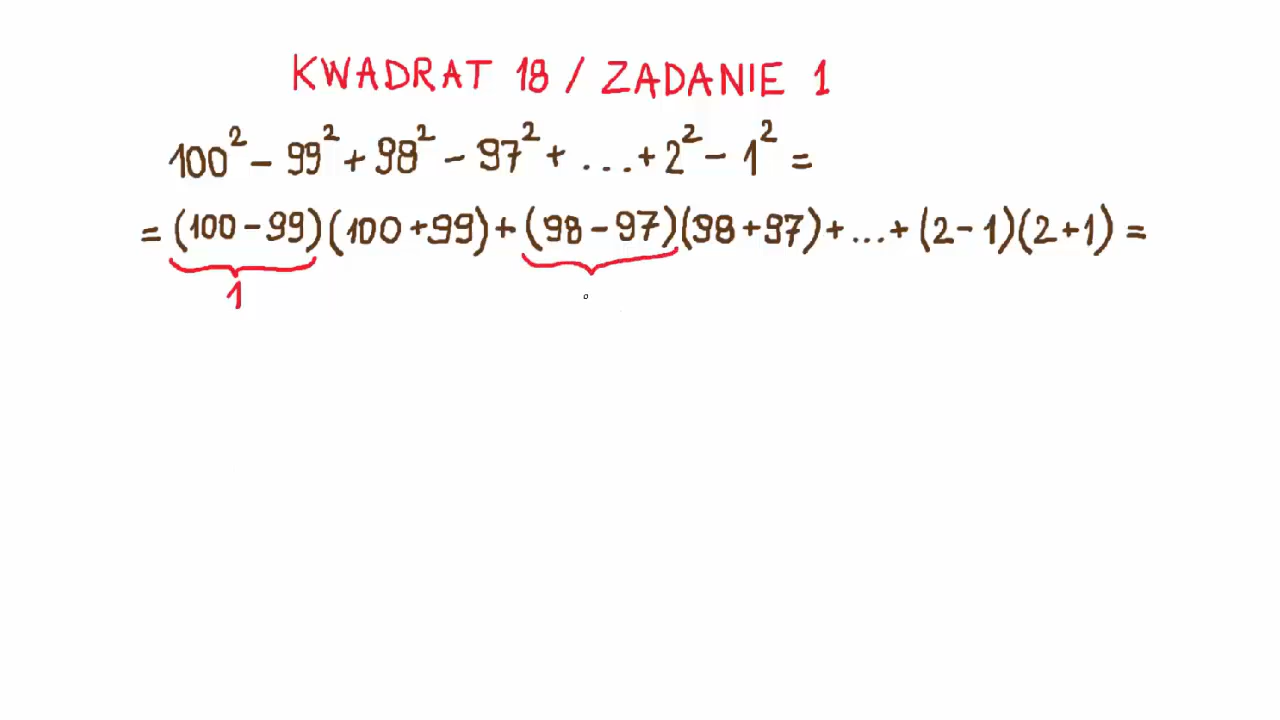 KWADRAT 18 / ZADANIE 1
100² - 99² + 98² - 97² + ... + 2² - 1² =
= (100 - 99)(100 + 99) + (98 - 97)(98 + 97) + ... + (2 - 1)(2 + 1) =
1